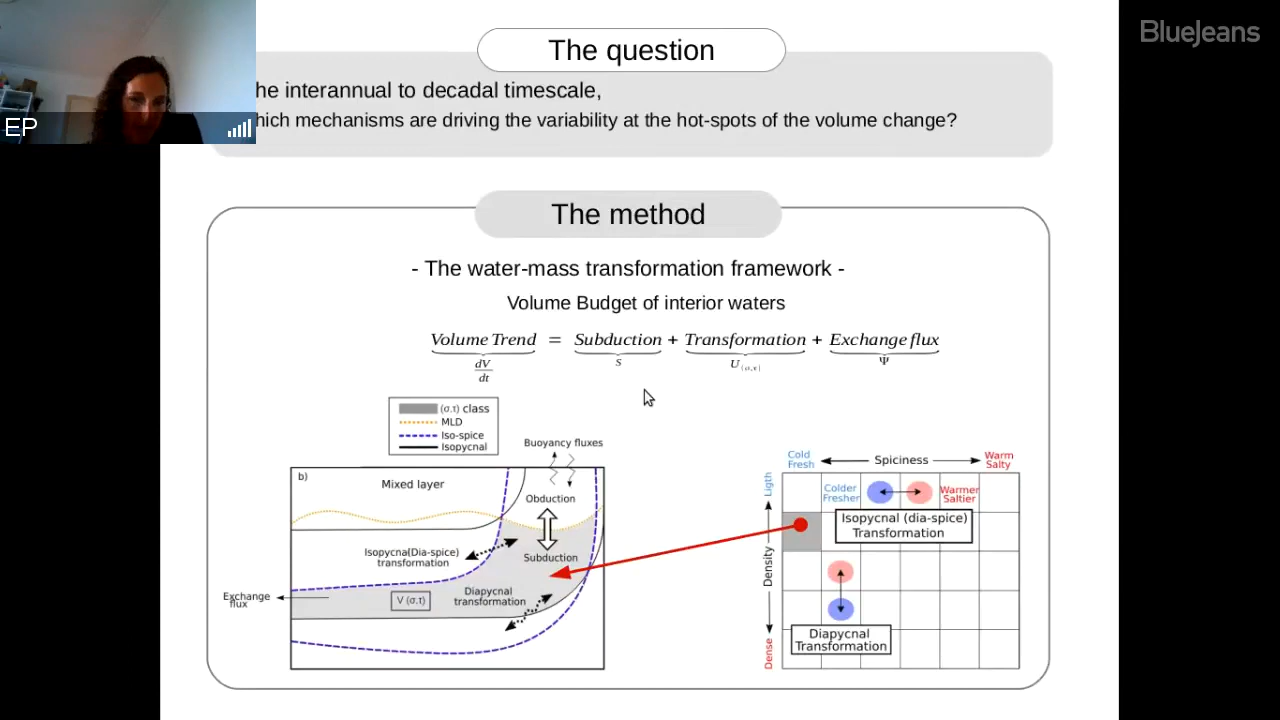 BlueJeans
EP
The question
he interannual to decadal timescale,
hich mechanisms are driving the variability at the hot-spots of the volume change?
The method
- The water-mass transformation framework -
Volume Budget of interior waters
Volume Trend = Subduction + Transformation + Exchange flux
dV/dt S U(σ,τ) Ψ
(σ,τ) class
MLD
Iso-spice
Isopycnal
Buoyancy fluxes
b)
Mixed layer
Obduction
Isopycna(Dia-spice)
transformation
Subduction
Exchange
flux
V (σ,τ)
Diapycnal
transformation
Cold
Fresh
Spiciness
Warm
Salty
Ligth
Density
Dense
Colder
Fresher
Warmer
Saltier
Isopycnal (dia-spice)
Transformation
Diapycnal
Transformation